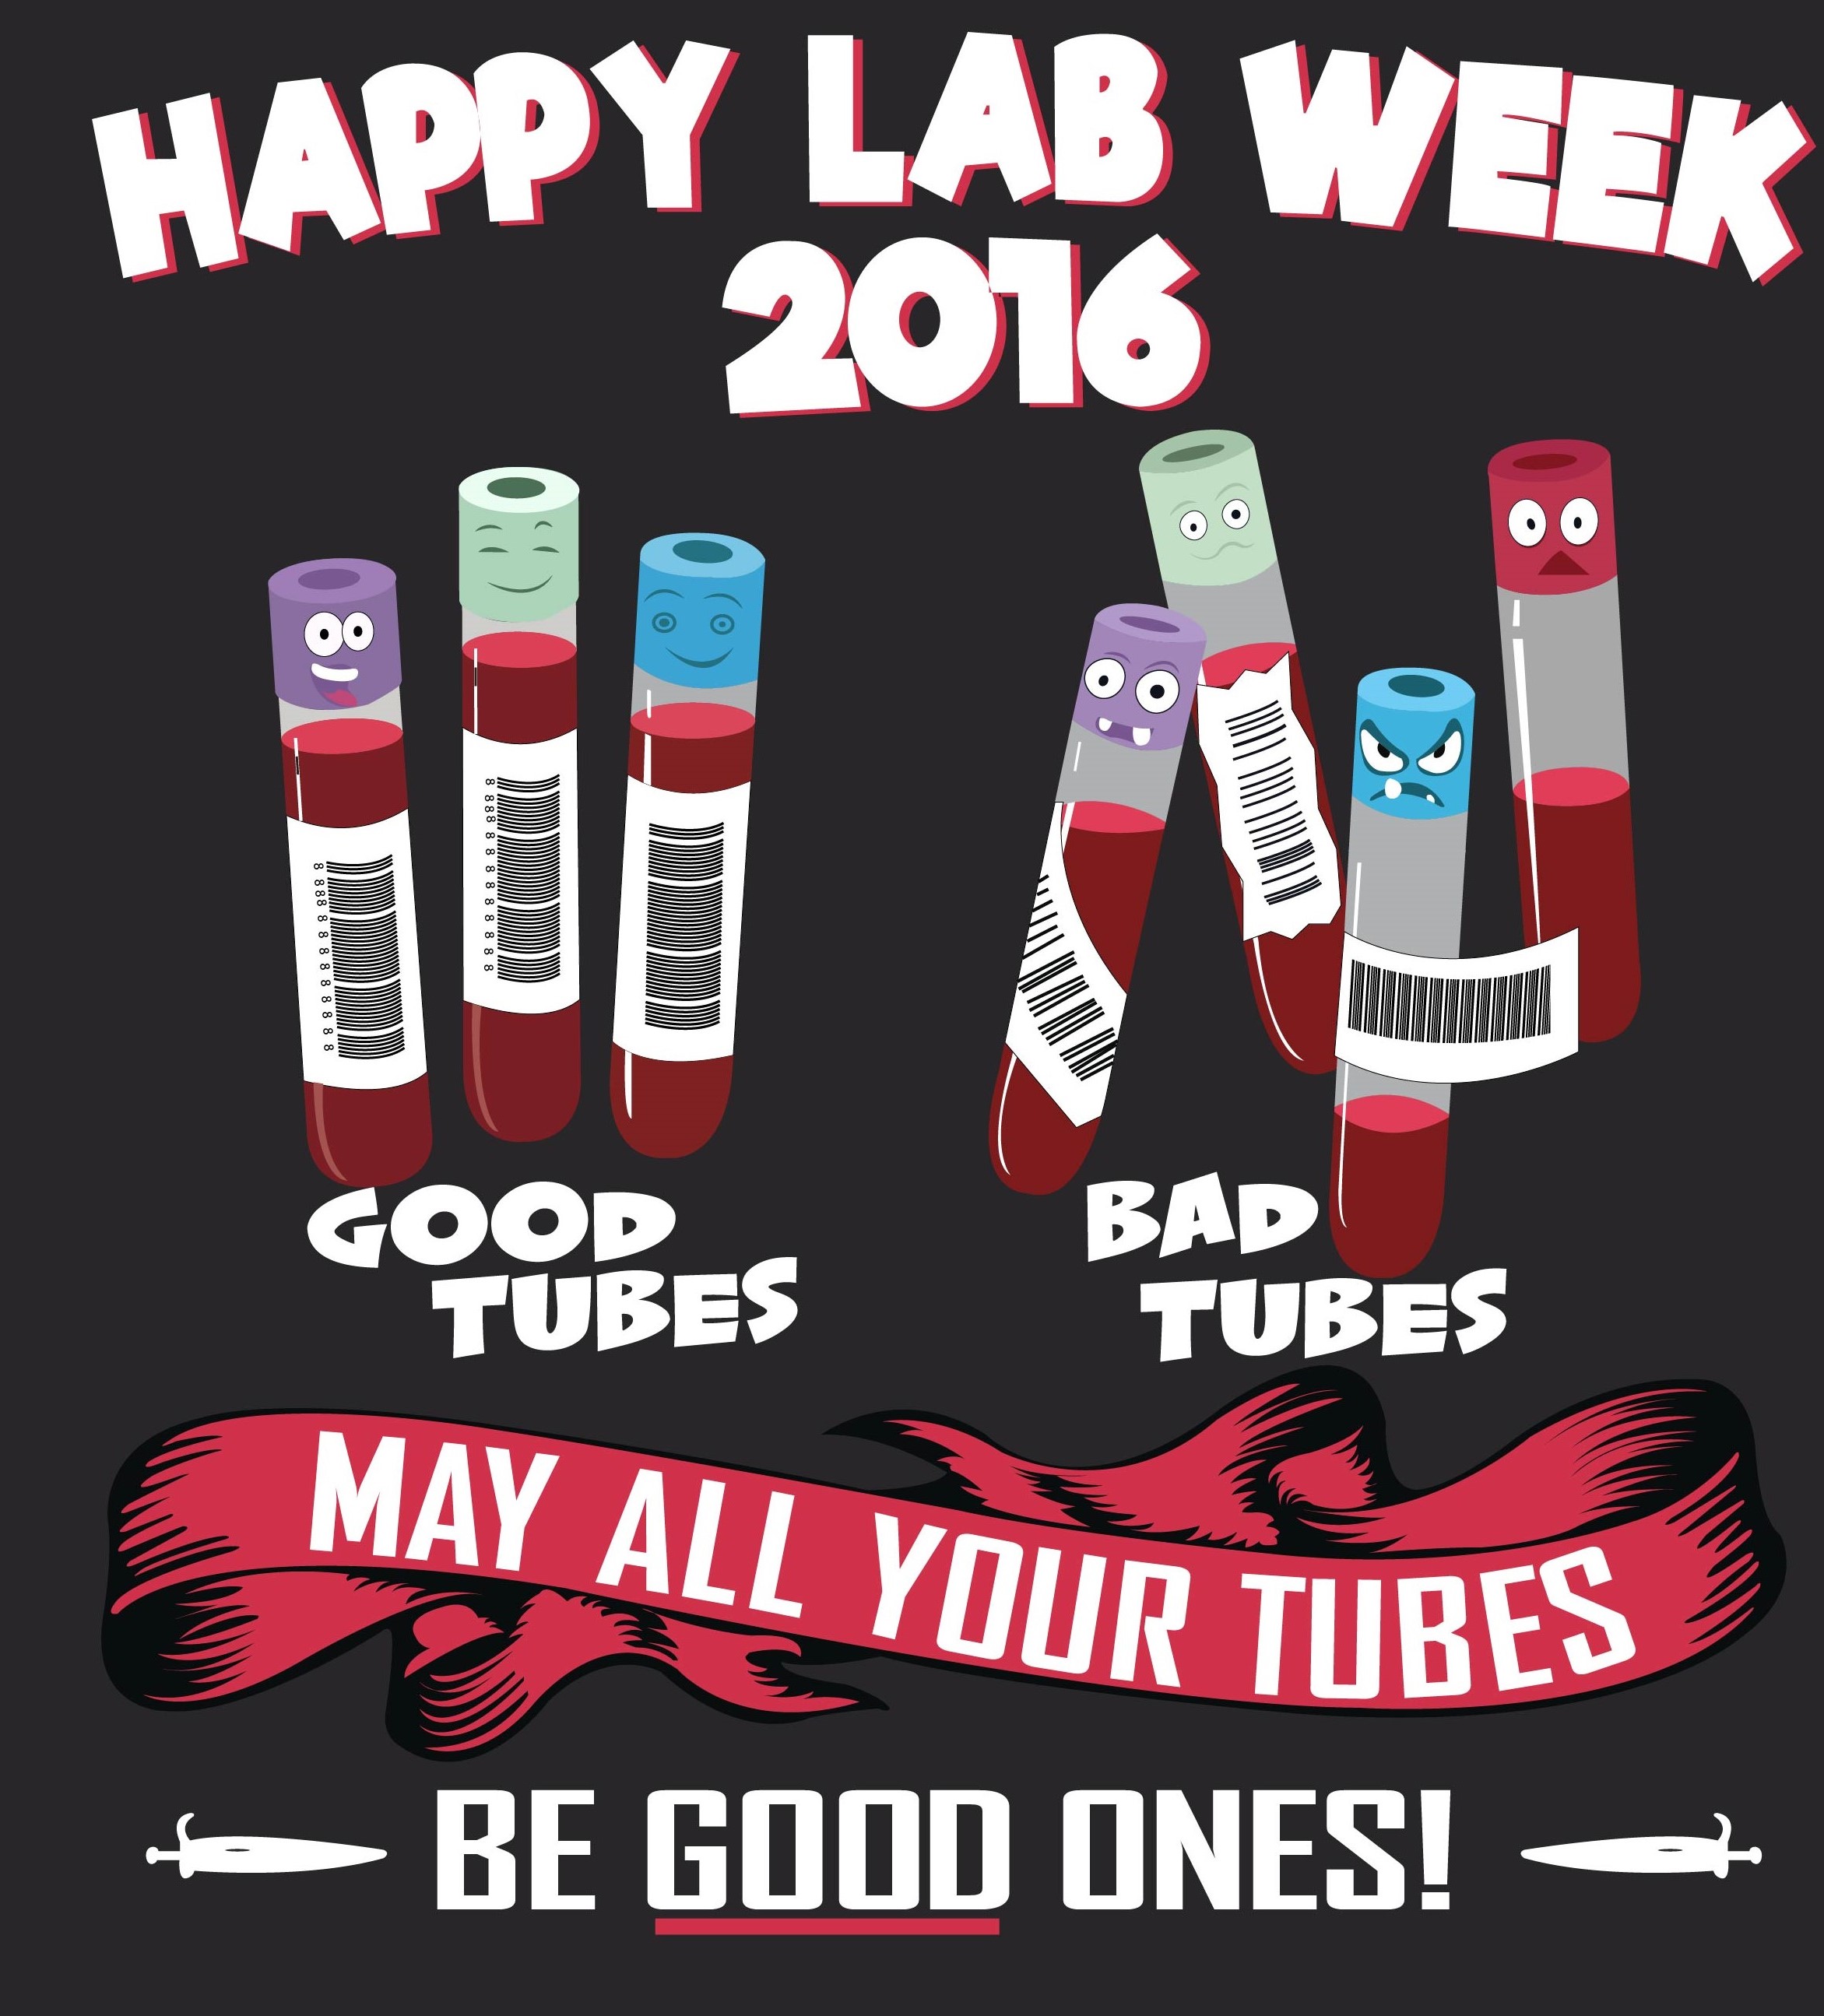 HAPPY LAB WEEK
2016
GOOD
TUBES
BAD
TUBES
MAY ALL YOUR TUBES
BE GOOD ONES!